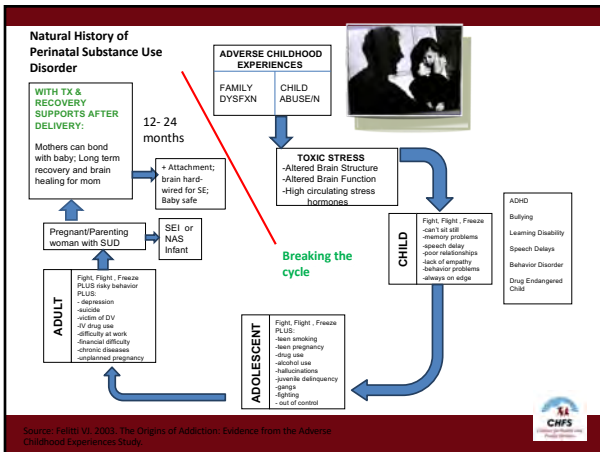 Natural History of
Perinatal Substance Use
Disorder
ADVERSE CHILDHOOD
EXPERIENCES
FAMILY
DYSFXN
CHILD
ABUSE/N
WITH TX &
RECOVERY
SUPPORTS AFTER
DELIVERY:
Mothers can bond
with baby; Long term
recovery and brain
healing for mom
12- 24
months
+ Attachment;
brain hard-
wired for SE;
Baby safe
TOXIC STRESS
-Altered Brain Structure
-Altered Brain Function
-High circulating stress
hormones
Pregnant/Parenting
woman with SUD
SEI or
NAS
Infant
Breaking the
cycle
CHILD
Fight, Flight , Freeze
-can't sit still
-memory problems
-speech delay
-poor relationships
-lack of empathy
-behavior problems
-always on edge
ADHD
Bullying
Learning Disability
Speech Delays
Behavior Disorder
Drug Endangered
Child
ADULT
Fight, Flight , Freeze
PLUS risky behavior
PLUS:
- depression
-suicide
-victim of DV
-IV drug use
-difficulty at work
-financial difficulty
-chronic diseases
-unplanned pregnancy
ADOLESCENT
Fight, Flight , Freeze
PLUS:
-teen smoking
-teen pregnancy
-drug use
-alcohol use
-hallucinations
-juvenile delinquency
-gangs
-fighting
- out of control
Source: Felitti VJ. 2003. The Origins of Addiction: Evidence from the Adverse
Childhood Experiences Study.
CHFS